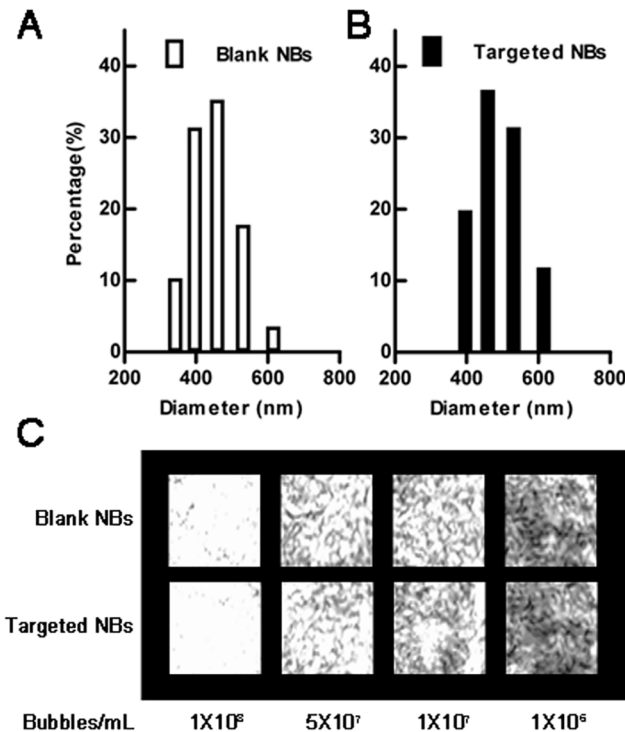 A
Blank NBs
Percentage(%)
40
30
20
10
0
200 400 600 800
Diameter (nm)
B
Targeted NBs
40
30
20
10
0
200 400 600 800
Diameter (nm)
C
Blank NBs
Targeted NBs
Bubbles/mL 1X10⁸ 5X10⁷ 1X10⁷ 1X10⁶